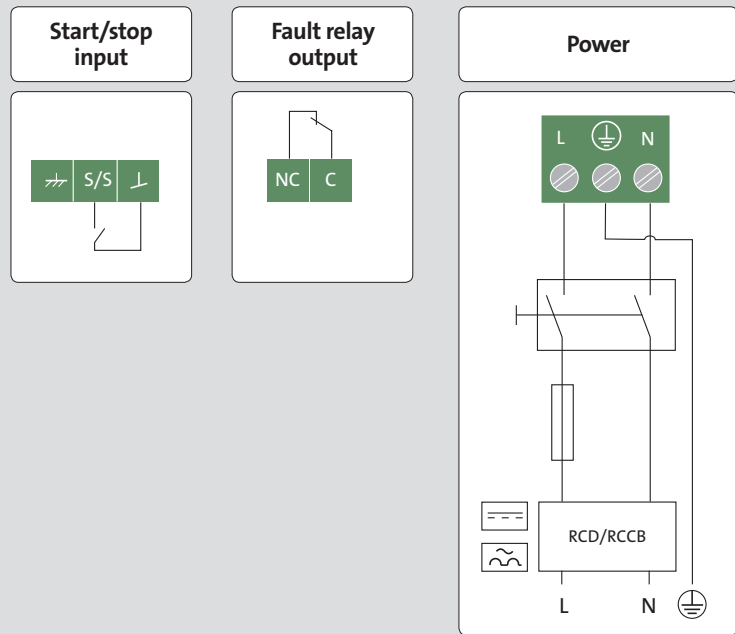 Start/stop
input
Fault relay
output
Power
S/S
NC C
L N
RCD/RCCB
L N